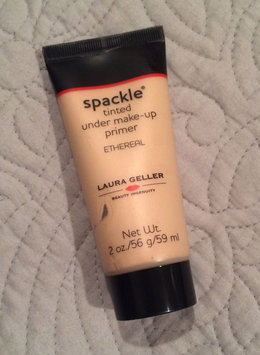 spackle®
tinted
under make-up
primer
ETHEREAL
LAURA GELLER
BEAUTY INGENUITY
Net Wt.
2 oz./56 g/59 ml